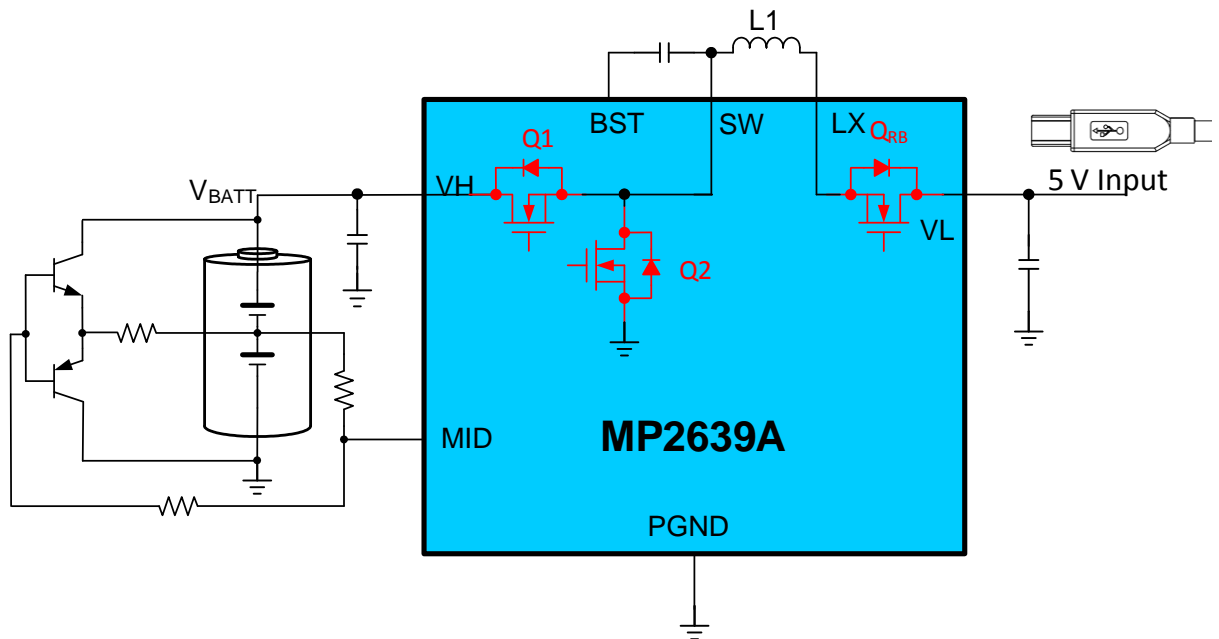 L1
BST
SW
LX
Q1
QRB
5 V Input
VBATT
VH
VL
Q2
MID
MP2639A
PGND